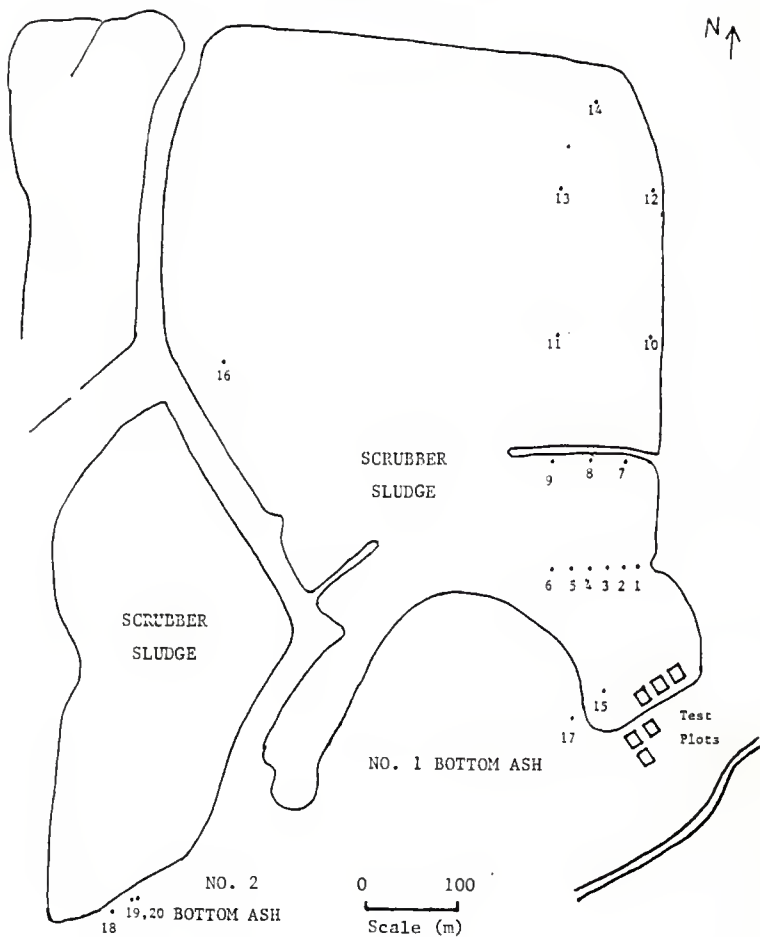 N
14
13
12
11
10
16
SCRUBBER
SLUDGE
9
8
7
6
5
4
3
2
1
SCRUBBER
SLUDGE
15
17
Test
Plots
NO. 1 BOTTOM ASH
NO. 2
BOTTOM ASH
19,20
18
0
100
Scale (m)